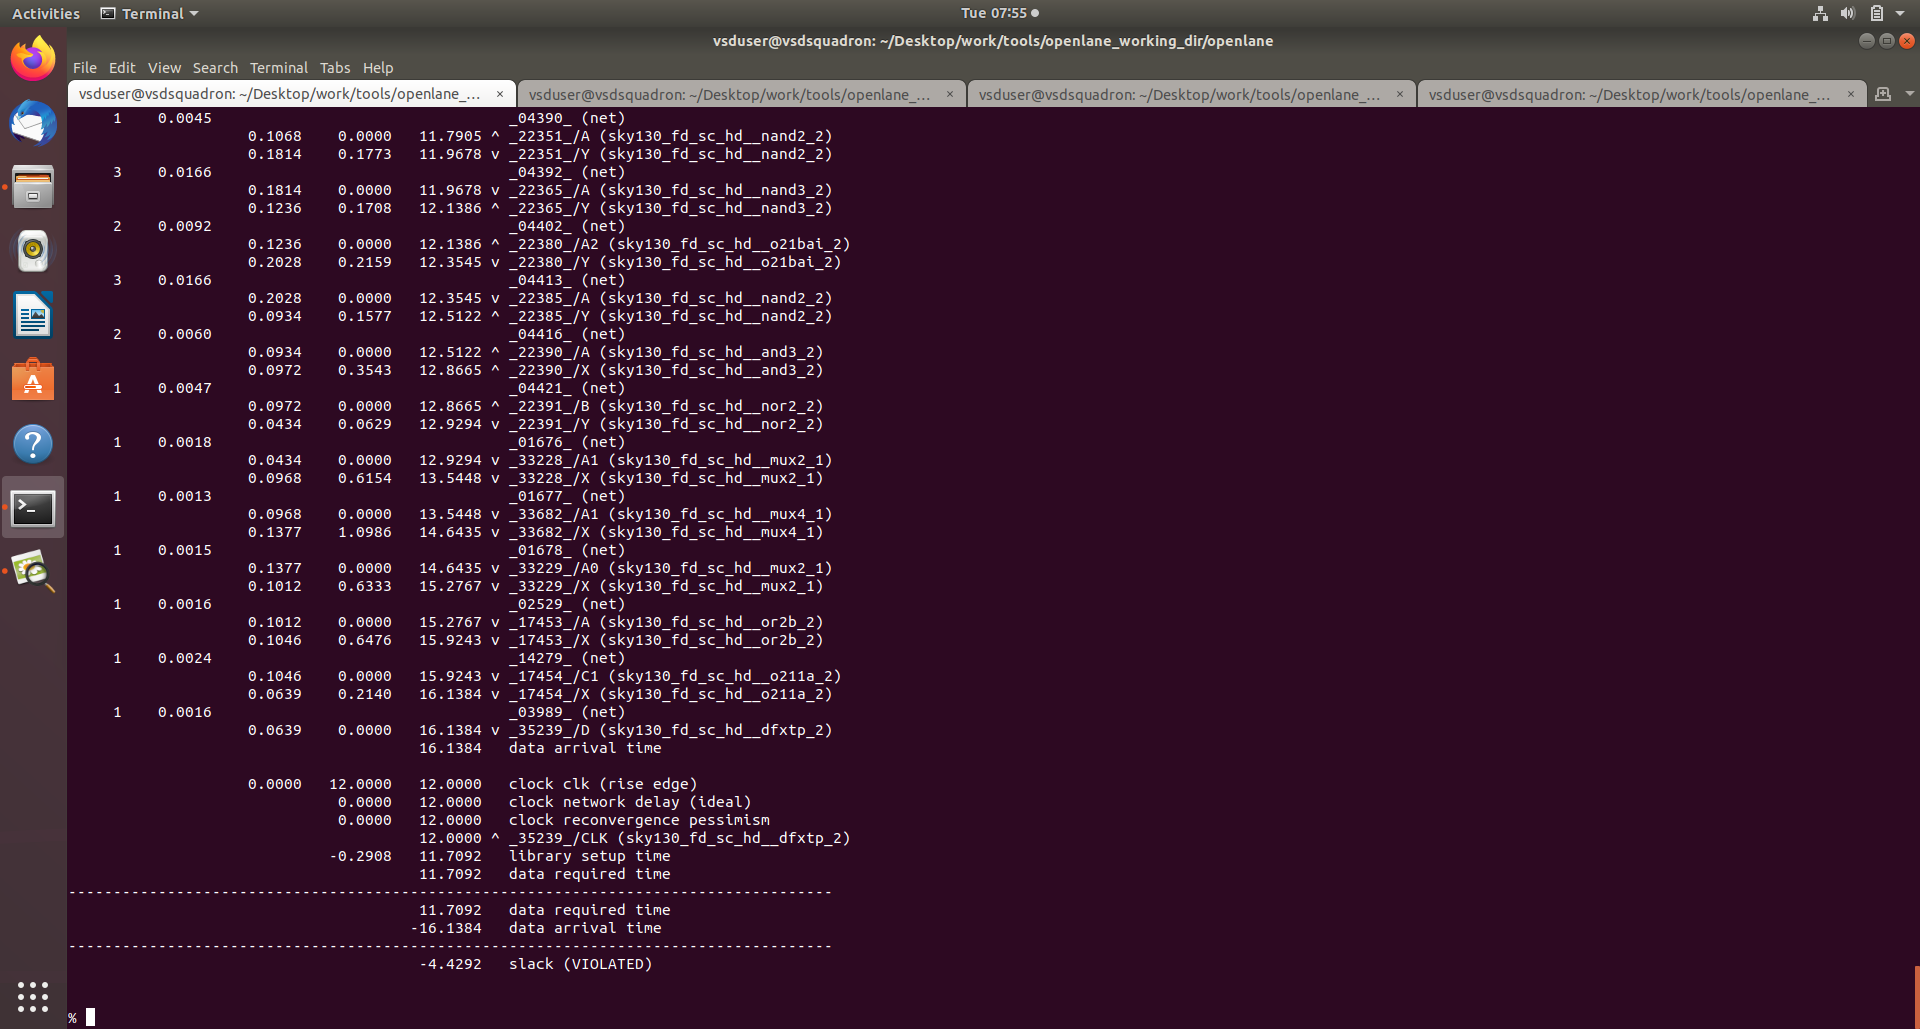 Activities Terminal Tue 07:55
vsduser@vsdsquadron: ~/Desktop/work/tools/openlane_working_dir/openlane
File Edit View Search Terminal Tabs Help
vsduser@vsdsquadron: ~/Desktop/work/tools/openlane_... × vsduser@vsdsquadron: ~/Desktop/work/tools/openlane_... × vsduser@vsdsquadron: ~/Desktop/work/tools/openlane_... × vsduser@vsdsquadron: ~/Desktop/work/tools/openlane_... ×
1 0.0045 _04390_ (net)
0.1068 0.0000 11.7905 ^ _22351_/A (sky130_fd_sc_hd__nand2_2)
0.1814 0.1773 11.9678 v _22351_/Y (sky130_fd_sc_hd__nand2_2)
3 0.0166 _04392_ (net)
0.1814 0.0000 11.9678 v _22365_/A (sky130_fd_sc_hd__nand3_2)
0.1236 0.1708 12.1386 ^ _22365_/Y (sky130_fd_sc_hd__nand3_2)
2 0.0092 _04402_ (net)
0.1236 0.0000 12.1386 ^ _22380_/A2 (sky130_fd_sc_hd__o21bai_2)
0.2028 0.2159 12.3545 v _22380_/Y (sky130_fd_sc_hd__o21bai_2)
3 0.0166 _04413_ (net)
0.2028 0.0000 12.3545 v _22385_/A (sky130_fd_sc_hd__nand2_2)
0.0934 0.1577 12.5122 ^ _22385_/Y (sky130_fd_sc_hd__nand2_2)
2 0.0060 _04416_ (net)
0.0934 0.0000 12.5122 ^ _22390_/A (sky130_fd_sc_hd__and3_2)
0.0972 0.3543 12.8665 ^ _22390_/X (sky130_fd_sc_hd__and3_2)
1 0.0047 _04421_ (net)
0.0972 0.0000 12.8665 ^ _22391_/B (sky130_fd_sc_hd__nor2_2)
0.0434 0.0629 12.9294 v _22391_/Y (sky130_fd_sc_hd__nor2_2)
1 0.0018 _01676_ (net)
0.0434 0.0000 12.9294 v _33228_/A1 (sky130_fd_sc_hd__mux2_1)
0.0968 0.6154 13.5448 v _33228_/X (sky130_fd_sc_hd__mux2_1)
1 0.0013 _01677_ (net)
0.0968 0.0000 13.5448 v _33682_/A1 (sky130_fd_sc_hd__mux4_1)
0.1377 1.0986 14.6435 v _33682_/X (sky130_fd_sc_hd__mux4_1)
1 0.0015 _01678_ (net)
0.1377 0.0000 14.6435 v _33229_/A0 (sky130_fd_sc_hd__mux2_1)
0.1012 0.6333 15.2767 v _33229_/X (sky130_fd_sc_hd__mux2_1)
1 0.0016 _02529_ (net)
0.1012 0.0000 15.2767 v _17453_/A (sky130_fd_sc_hd__or2b_2)
0.1046 0.6476 15.9243 v _17453_/X (sky130_fd_sc_hd__or2b_2)
1 0.0024 _14279_ (net)
0.1046 0.0000 15.9243 v _17454_/C1 (sky130_fd_sc_hd__o211a_2)
0.0639 0.2140 16.1384 v _17454_/X (sky130_fd_sc_hd__o211a_2)
1 0.0016 _03989_ (net)
0.0639 0.0000 16.1384 v _35239_/D (sky130_fd_sc_hd__dfxtp_2)
16.1384 data arrival time
0.0000 12.0000 12.0000 clock clk (rise edge)
0.0000 12.0000 clock network delay (ideal)
0.0000 12.0000 clock reconvergence pessimism
12.0000 ^ _35239_/CLK (sky130_fd_sc_hd__dfxtp_2)
-0.2908 11.7092 library setup time
11.7092 data required time
-------------------------------------------------------------------------------------
11.7092 data required time
-16.1384 data arrival time
-------------------------------------------------------------------------------------
-4.4292 slack (VIOLATED)
%